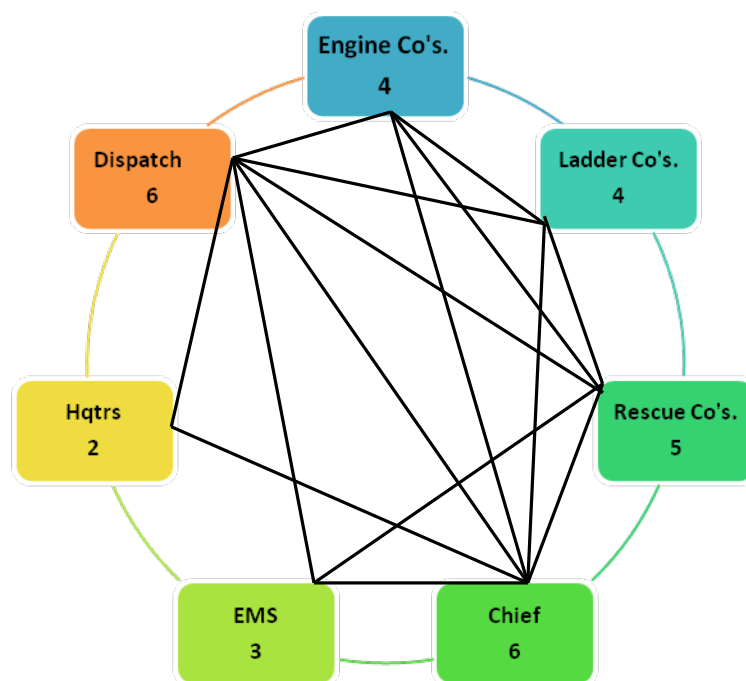 Engine Co's.
4
Ladder Co's.
4
Rescue Co's.
5
Chief
6
EMS
3
Hqtrs
2
Dispatch
6